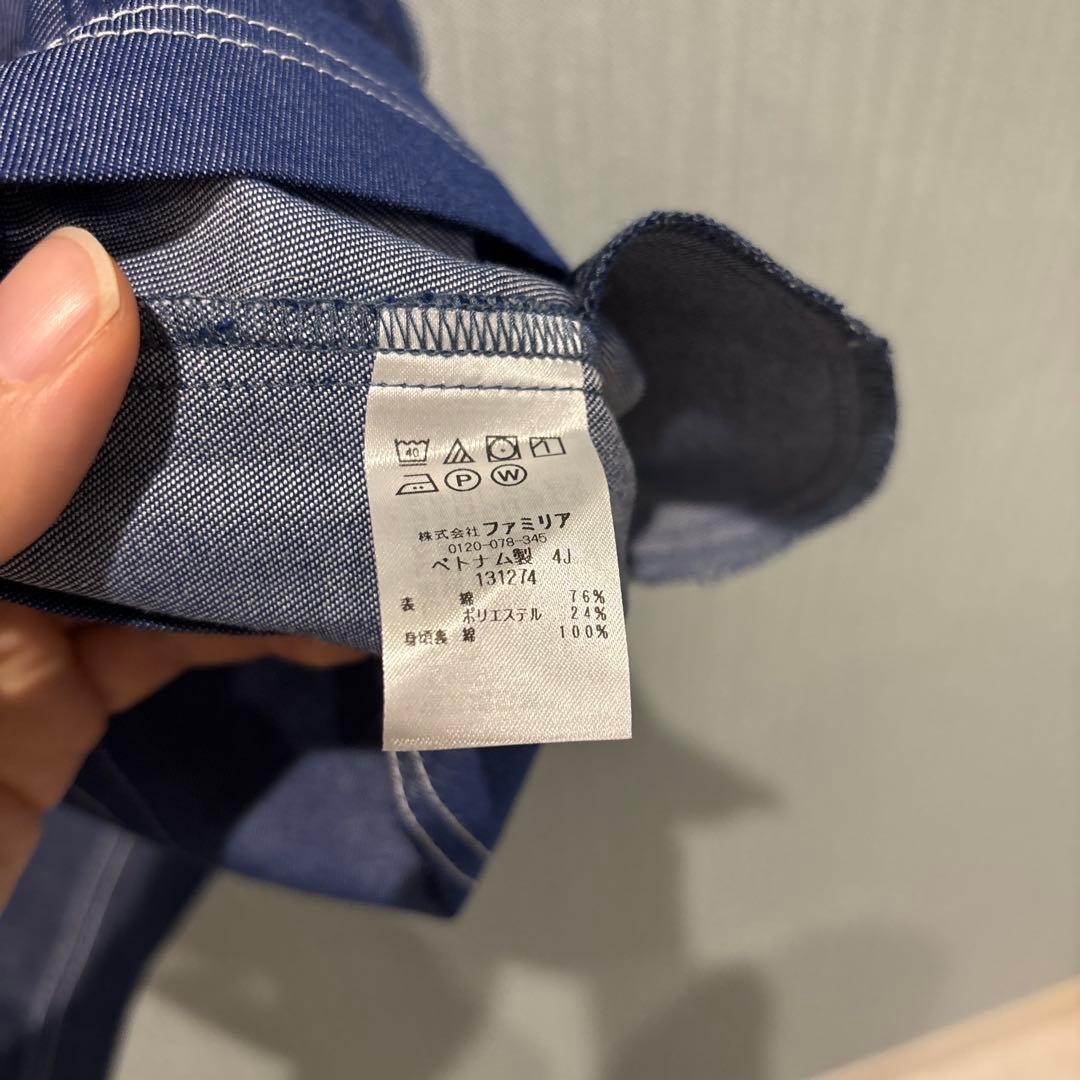 40
P W
株式会社 ファミリア
0120-078-345
ベトナム製 4J
131274
表 綿 76%
ポリエステル 24%
身頃表 綿 100%